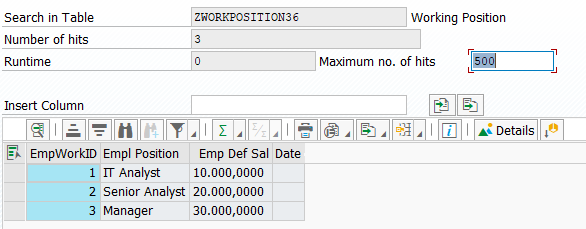 Search in Table ZWORKPOSITION36 Working Position
Number of hits 3
Runtime 0 Maximum no. of hits 500
Insert Column
Details
EmpWorkID Empl Position Emp Def Sal Date
1 IT Analyst 10.000,0000
2 Senior Analyst 20.000,0000
3 Manager 30.000,0000